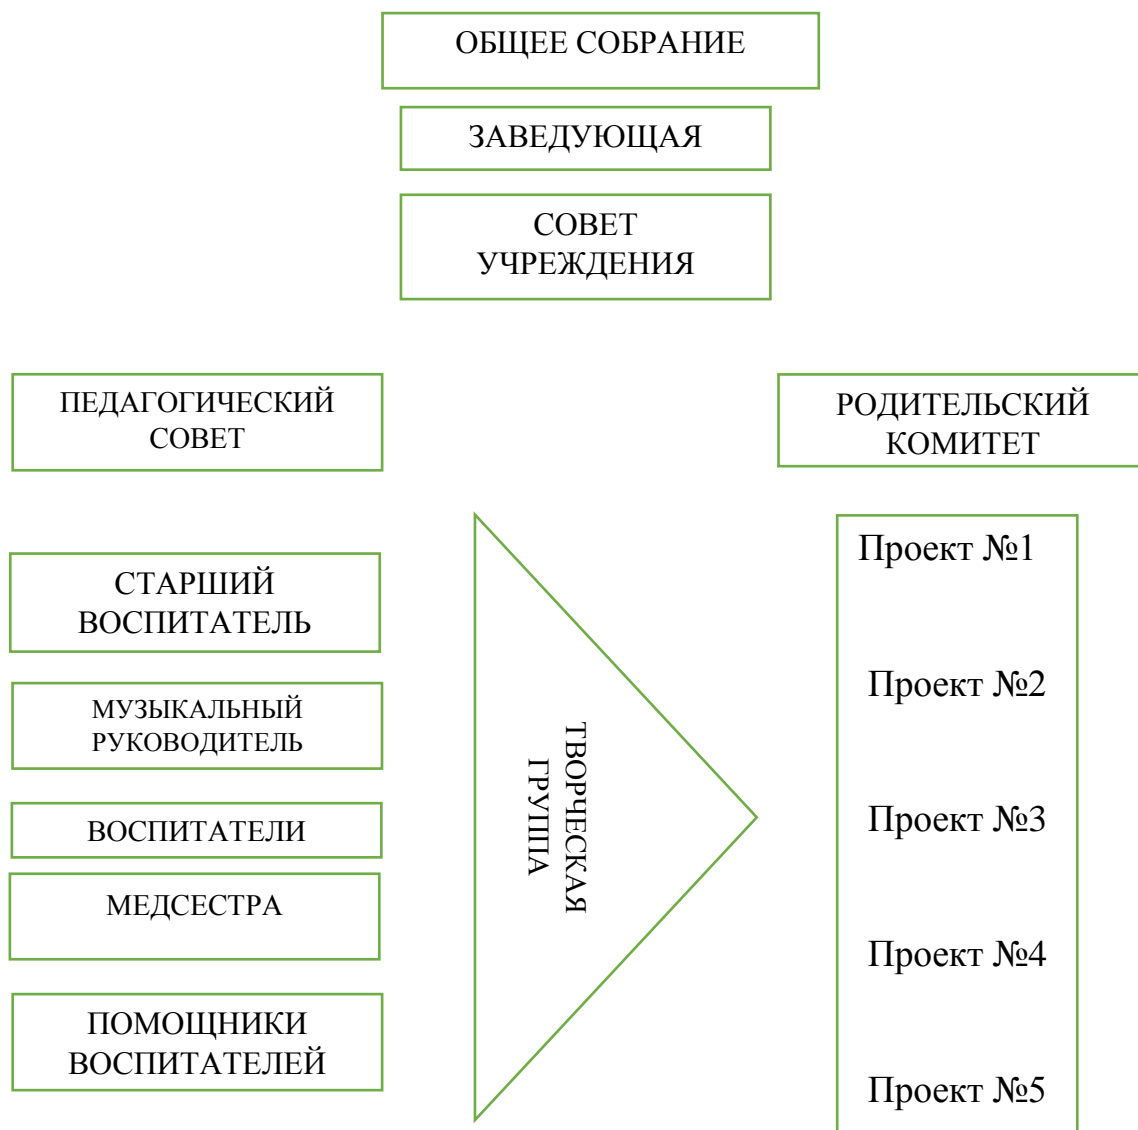 ОБЩЕЕ СОБРАНИЕ
ЗАВЕДУЮЩАЯ
СОВЕТ
УЧРЕЖДЕНИЯ
ПЕДАГОГИЧЕСКИЙ
СОВЕТ
РОДИТЕЛЬСКИЙ
КОМИТЕТ
СТАРШИЙ
ВОСПИТАТЕЛЬ
МУЗЫКАЛЬНЫЙ
РУКОВОДИТЕЛЬ
ВОСПИТАТЕЛИ
МЕДСЕСТРА
ПОМОЩНИКИ
ВОСПИТАТЕЛЕЙ
ТВОРЧЕСКАЯ
ГРУППА
Проект №1
Проект №2
Проект №3
Проект №4
Проект №5